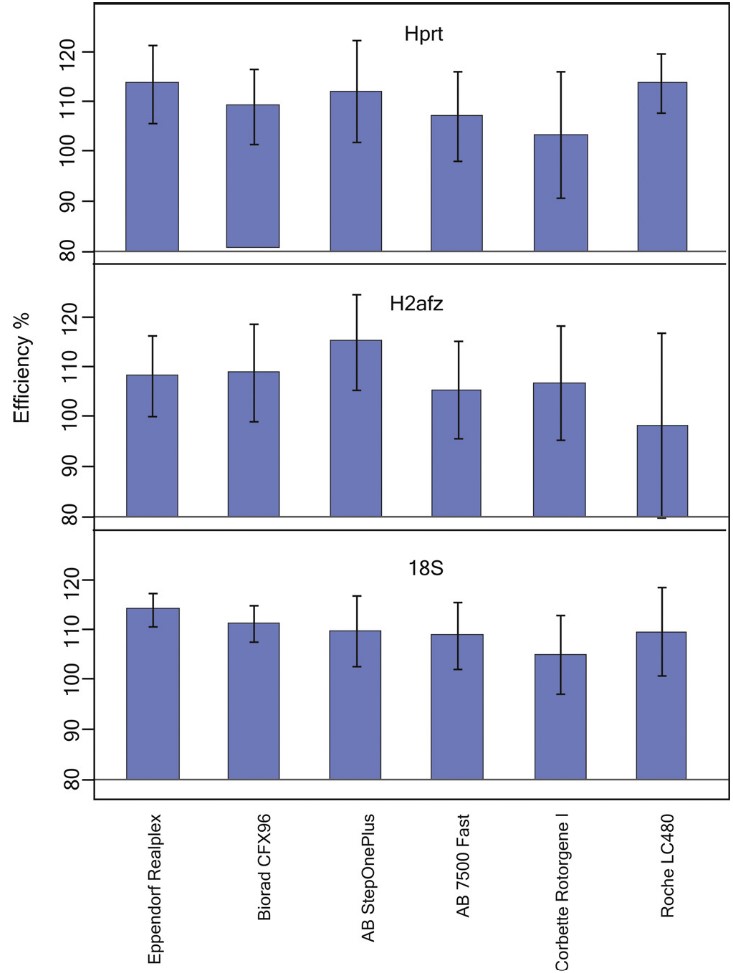 Hprt
120
110
100
90
80
Efficiency %
H2afz
120
110
100
90
80
18S
120
110
100
90
80
Eppendorf Realplex
Biorad CFX96
AB StepOnePlus
AB 7500 Fast
Corbette Rotorgene I
Roche LC480